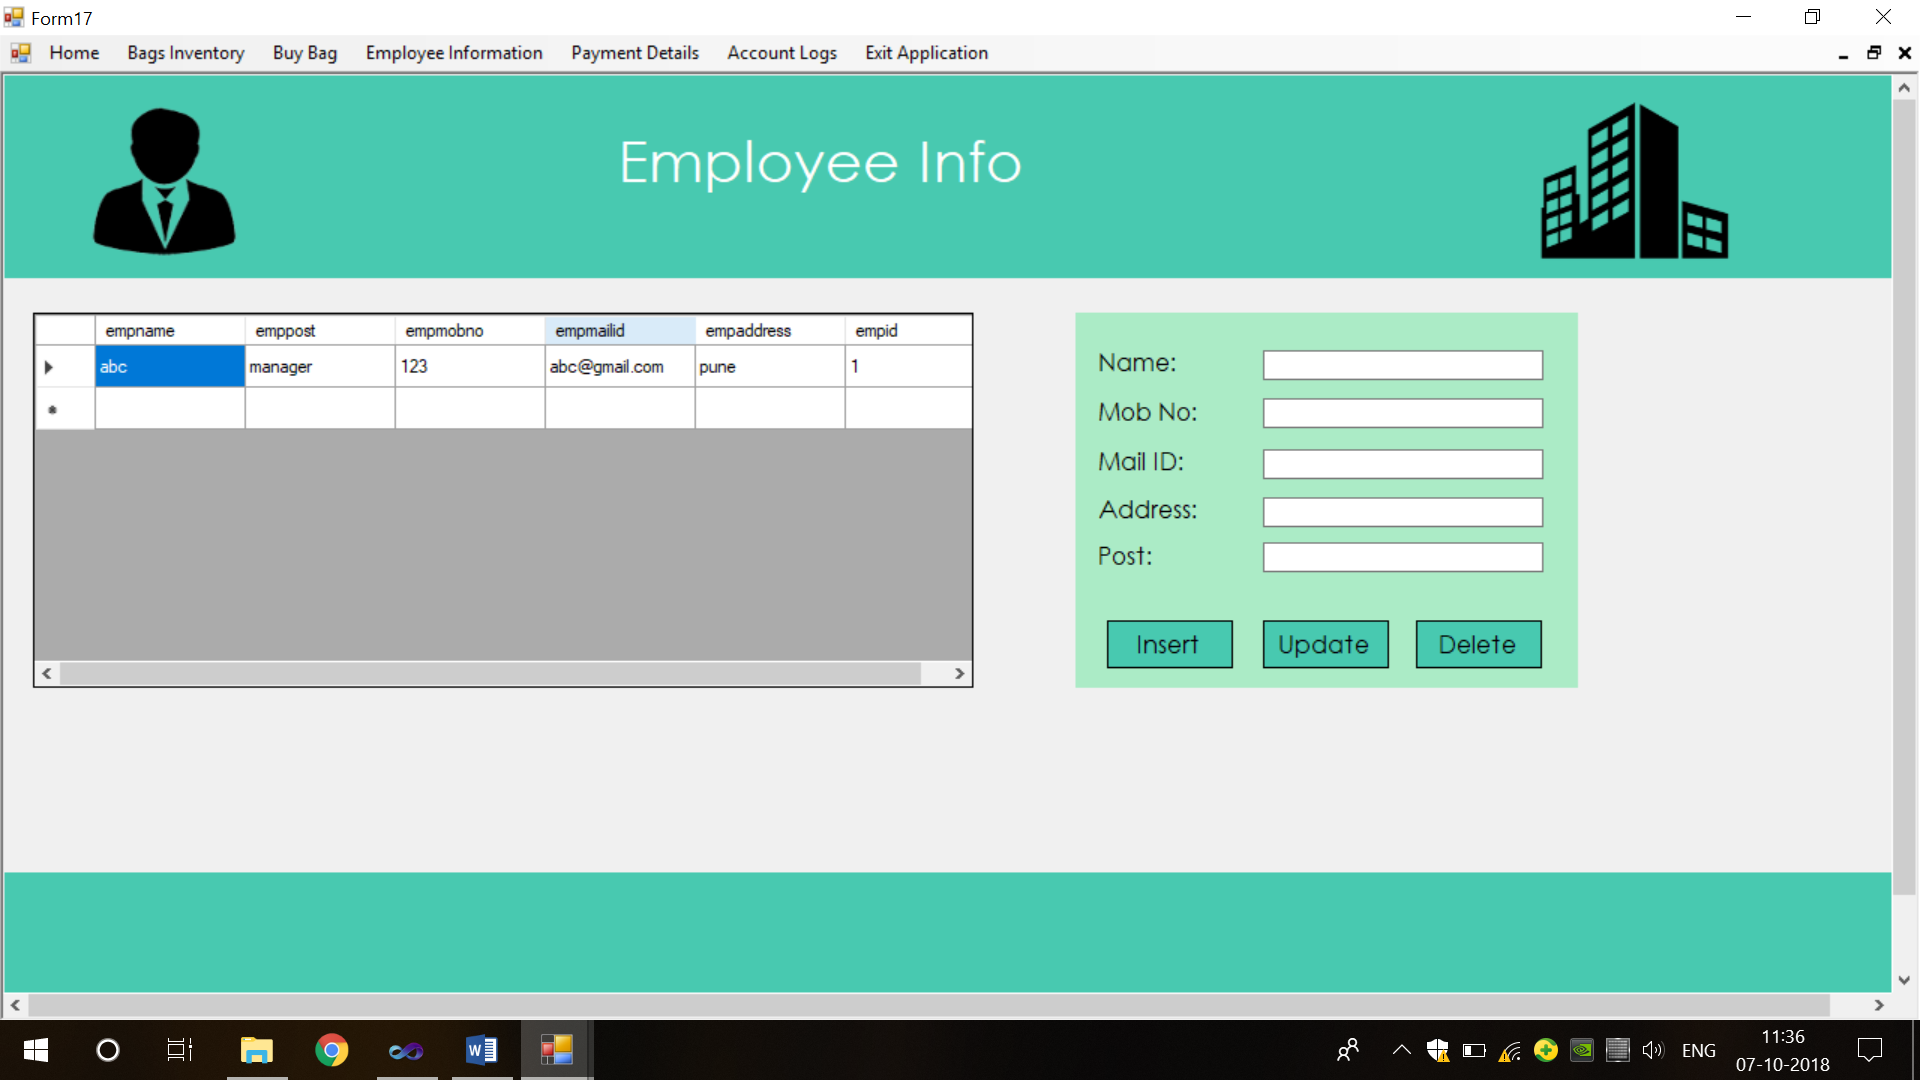 Form17
Home Bags Inventory Buy Bag Employee Information Payment Details Account Logs Exit Application
Employee Info
empname emppost empmobno empmailid empaddress empid
abc manager 123 abc@gmail.com pune 1
Name:
Mob No:
Mail ID:
Address:
Post:
Insert Update Delete
ENG
11:36
07-10-2018